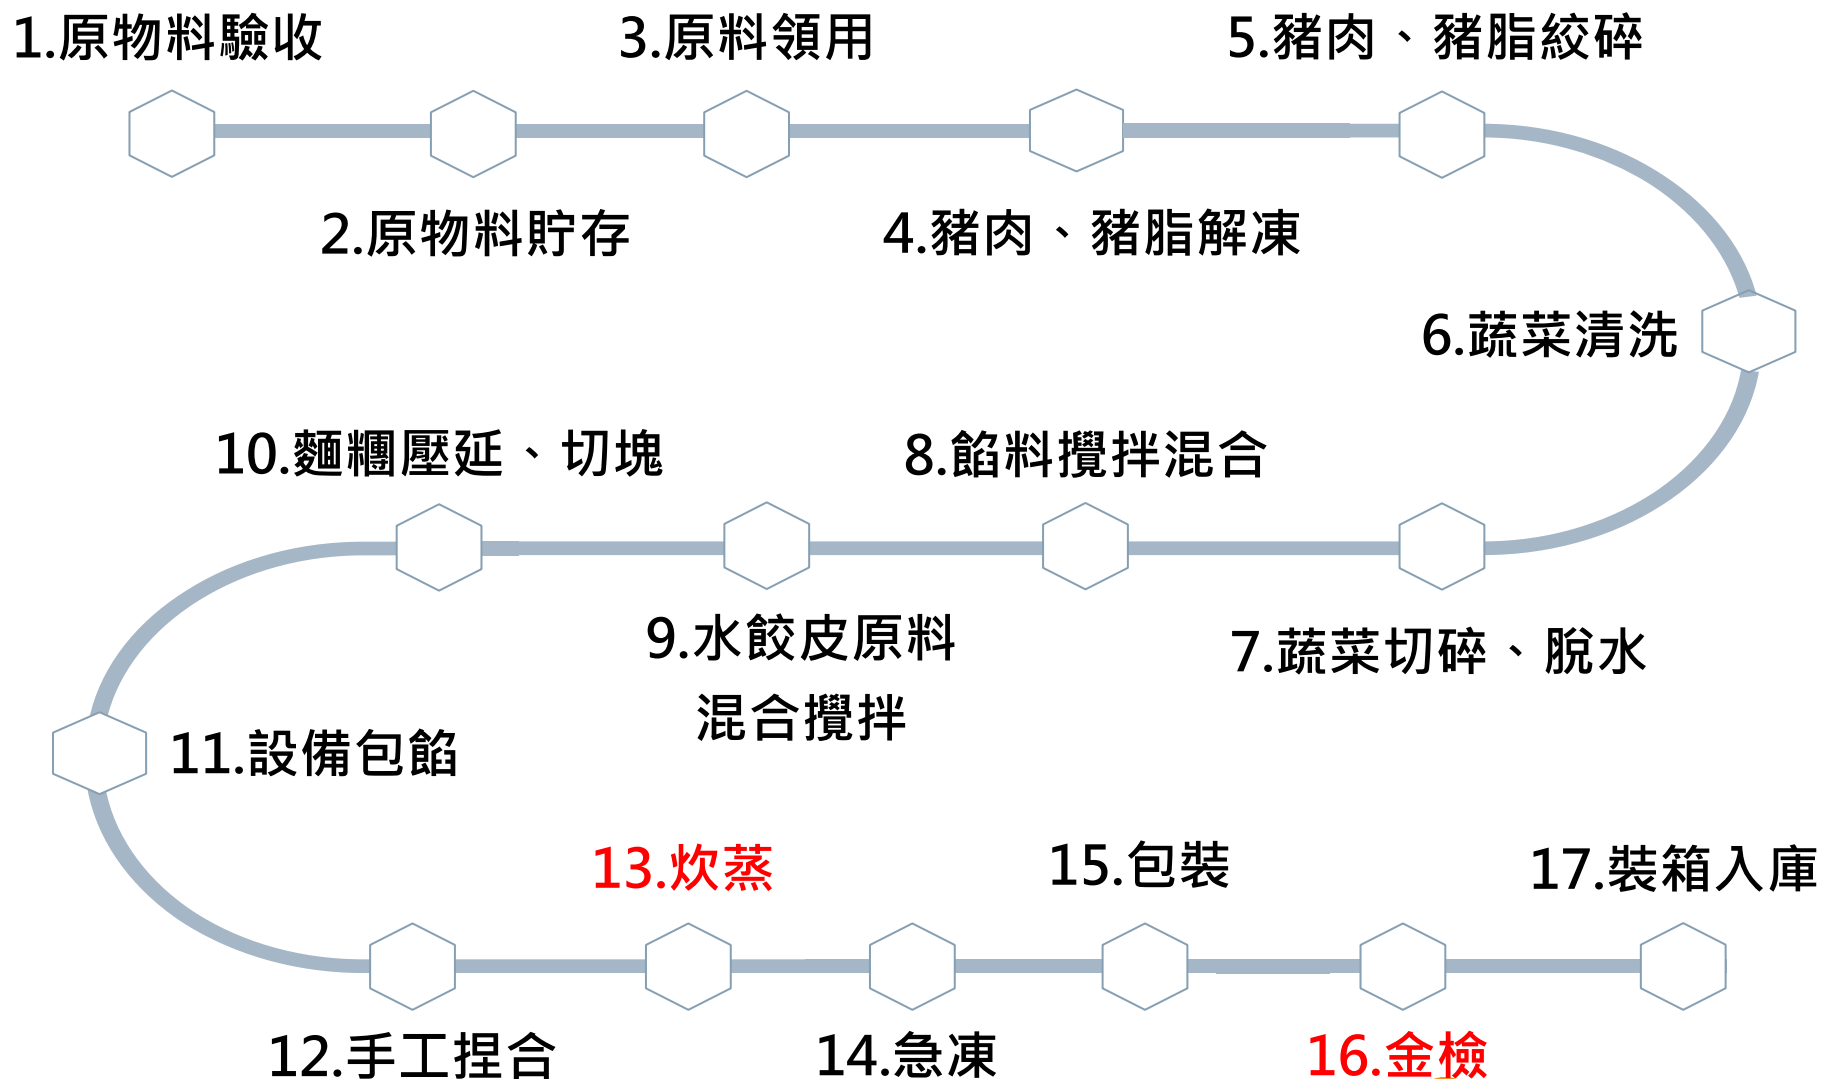 1.原物料驗收
2.原物料貯存
3.原料領用
4.豬肉、豬脂解凍
5.豬肉、豬脂絞碎
6.蔬菜清洗
7.蔬菜切碎、脫水
8.餡料攪拌混合
9.水餃皮原料
混合攪拌
10.麵糰壓延、切塊
11.設備包餡
12.手工捏合
13.炊蒸
14.急凍
15.包裝
16.金檢
17.裝箱入庫